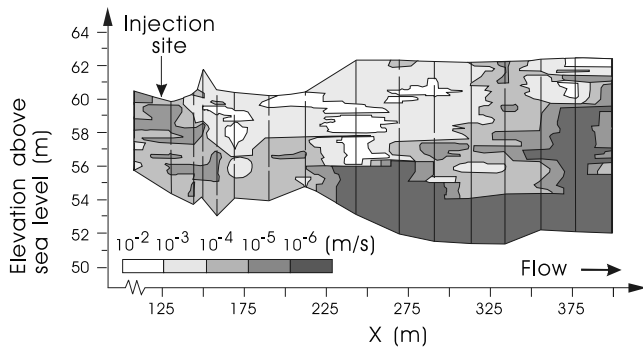 Injection
site
Elevation above
sea level (m)
64
62
60
58
56
54
52
50
10⁻² 10⁻³ 10⁻⁴ 10⁻⁵ 10⁻⁶ (m/s)
Flow
125 175 225 275 325 375
X (m)